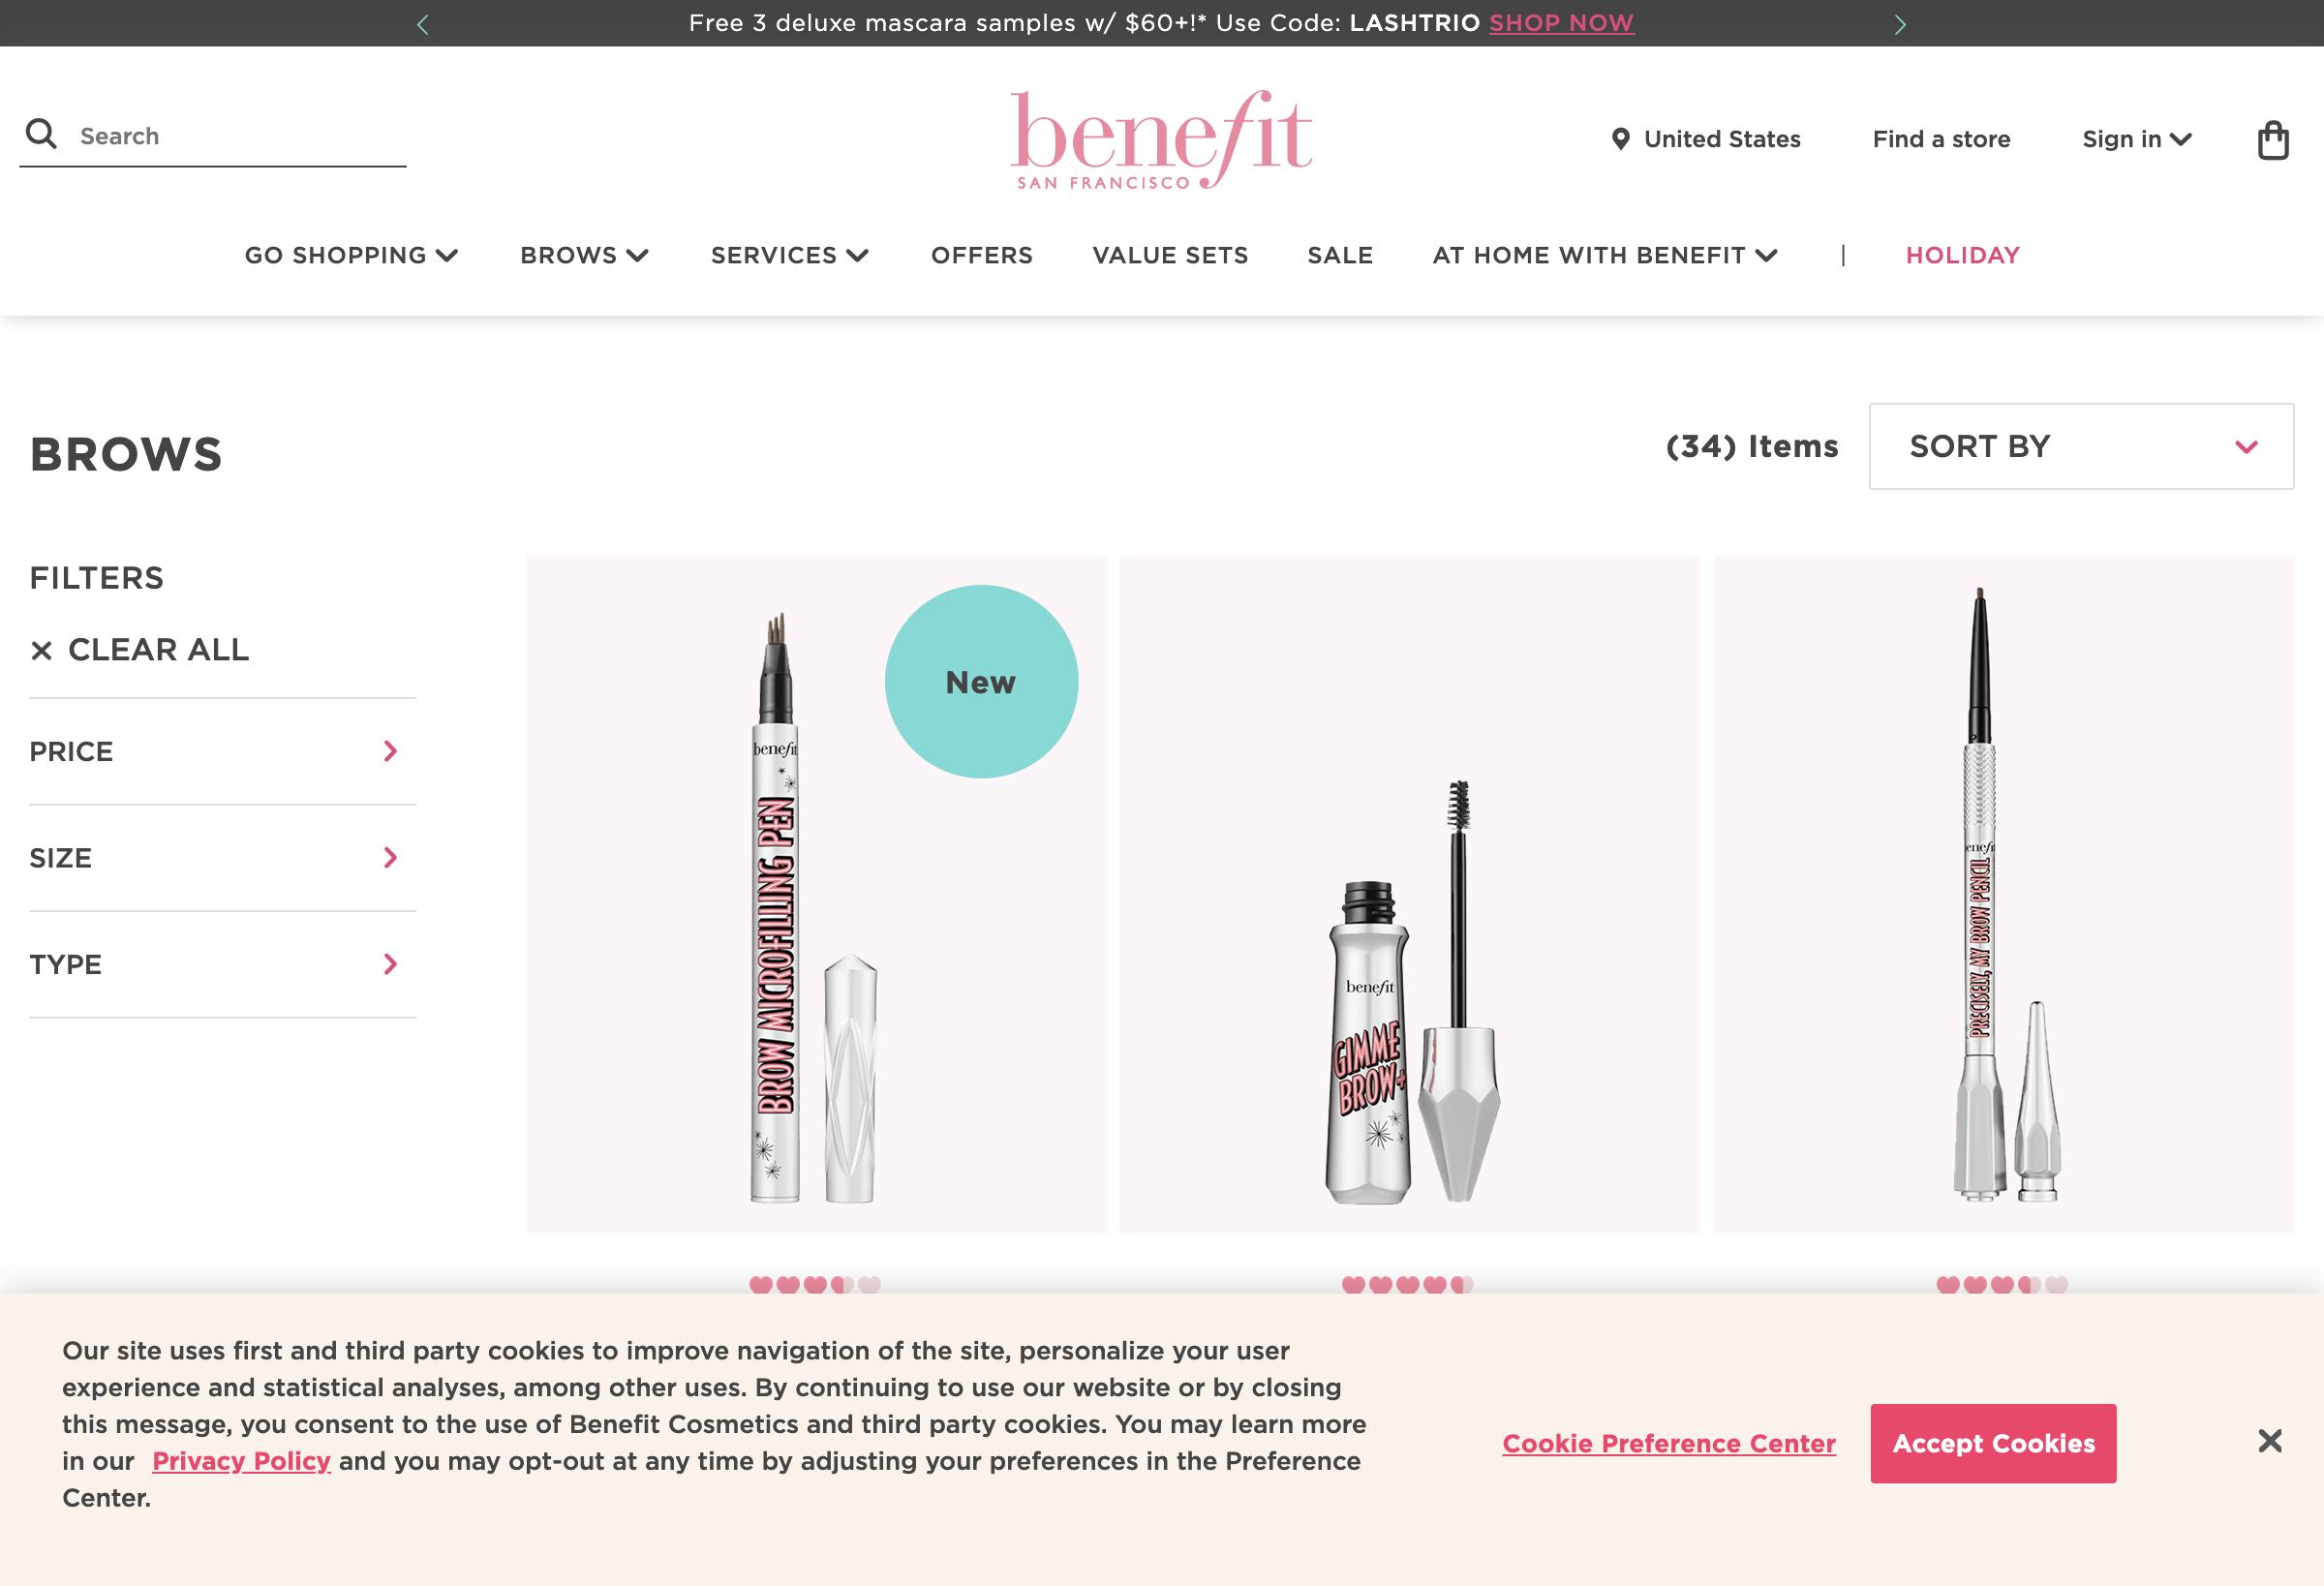 Free 3 deluxe mascara samples w/ $60+!* Use Code: LASHTRIO SHOP NOW
Search
benefit
SAN FRANCISCO
United States
Find a store
Sign in
GO SHOPPING
BROWS
SERVICES
OFFERS
VALUE SETS
SALE
AT HOME WITH BENEFIT
|
HOLIDAY
BROWS
(34) Items
SORT BY
FILTERS
CLEAR ALL
PRICE
SIZE
TYPE
New
benefit
BROW MICROFILLING PEN
benefit
GIMME
BROW+
benefit
PRECISELY, MY BROW PENCIL
Our site uses first and third party cookies to improve navigation of the site, personalize your user
experience and statistical analyses, among other uses. By continuing to use our website or by closing
this message, you consent to the use of Benefit Cosmetics and third party cookies. You may learn more
in our Privacy Policy and you may opt-out at any time by adjusting your preferences in the Preference
Center.
Cookie Preference Center
Accept Cookies